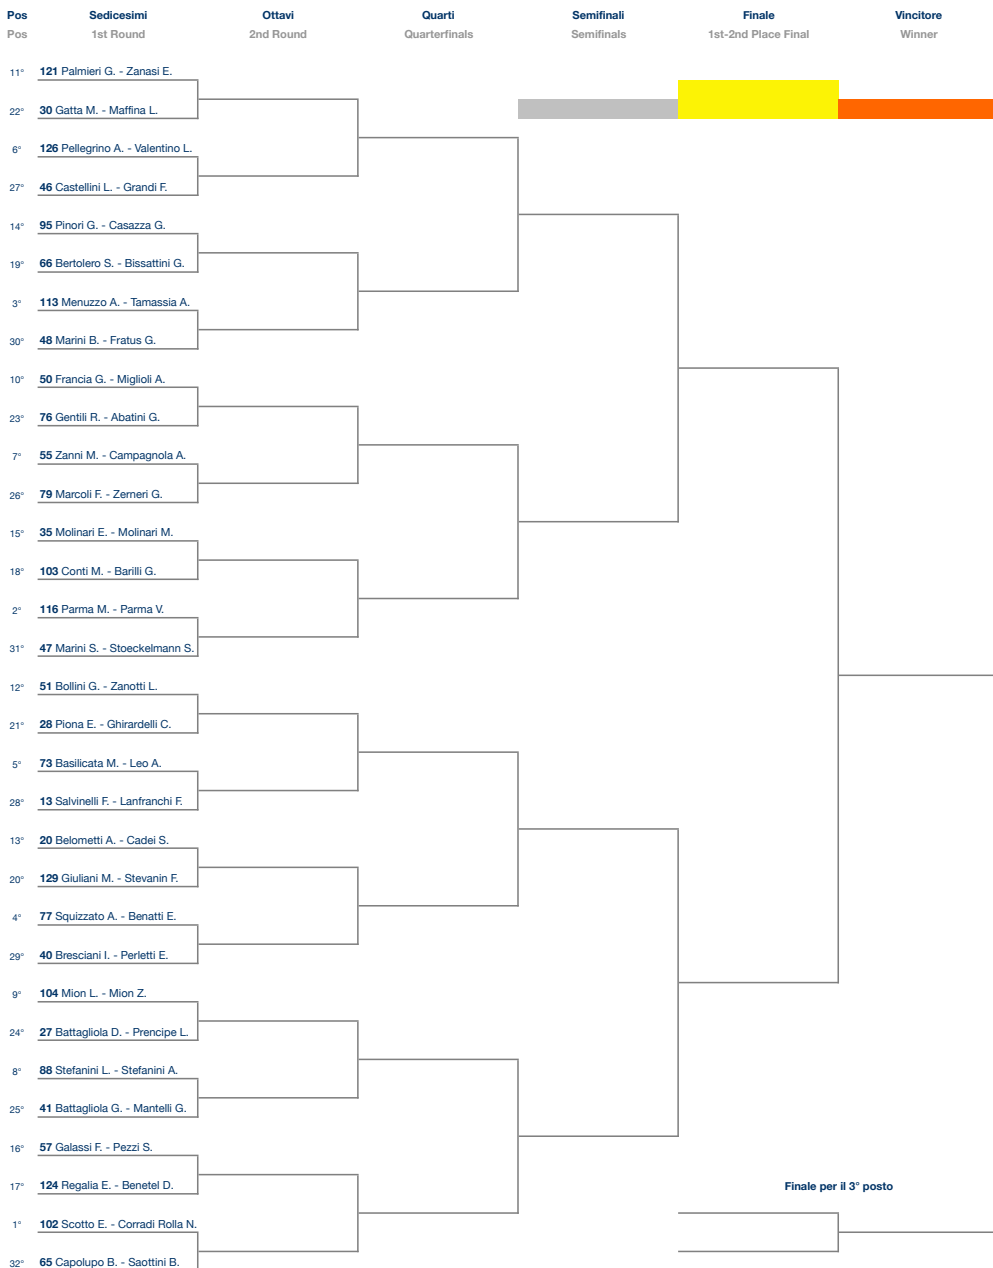 Pos Sedicesimi Ottavi Quarti Semifinali Finale Vincitore
Pos 1st Round 2nd Round Quarterfinals Semifinals 1st-2nd Place Final Winner
11° 121 Palmieri G. - Zanasi E.
22° 30 Gatta M. - Maffina L.
6° 126 Pellegrino A. - Valentino L.
27° 46 Castellini L. - Grandi F.
14° 95 Pinori G. - Casazza G.
19° 66 Bertolero S. - Bissattini G.
3° 113 Menuzzo A. - Tamassia A.
30° 48 Marini B. - Fratus G.
10° 50 Francia G. - Miglioli A.
23° 76 Gentili R. - Abatini G.
7° 55 Zanni M. - Campagnola A.
26° 79 Marcoli F. - Zerneri G.
15° 35 Molinari E. - Molinari M.
18° 103 Conti M. - Barilli G.
2° 116 Parma M. - Parma V.
31° 47 Marini S. - Stoeckelmann S.
12° 51 Bollini G. - Zanotti L.
21° 28 Piona E. - Ghirardelli C.
5° 73 Basilicata M. - Leo A.
28° 13 Salvinelli F. - Lanfranchi F.
13° 20 Belometti A. - Cadei S.
20° 129 Giuliani M. - Stevanin F.
4° 77 Squizzato A. - Benatti E.
29° 40 Bresciani I. - Perletti E.
9° 104 Mion L. - Mion Z.
24° 27 Battagliola D. - Prencipe L.
8° 88 Stefanini L. - Stefanini A.
25° 41 Battagliola G. - Mantelli G.
16° 57 Galassi F. - Pezzi S.
17° 124 Regalia E. - Benetel D.
Finale per il 3° posto
1° 102 Scotto E. - Corradi Rolla N.
32° 65 Capolupo B. - Saottini B.